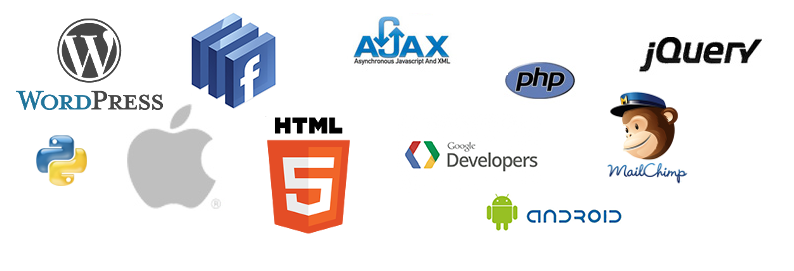 WORDPRESS
f
AJAX
Asynchronous Javascript And XML
php
jQuery
HTML
5
Google
Developers
MailChimp
ANDROID
®